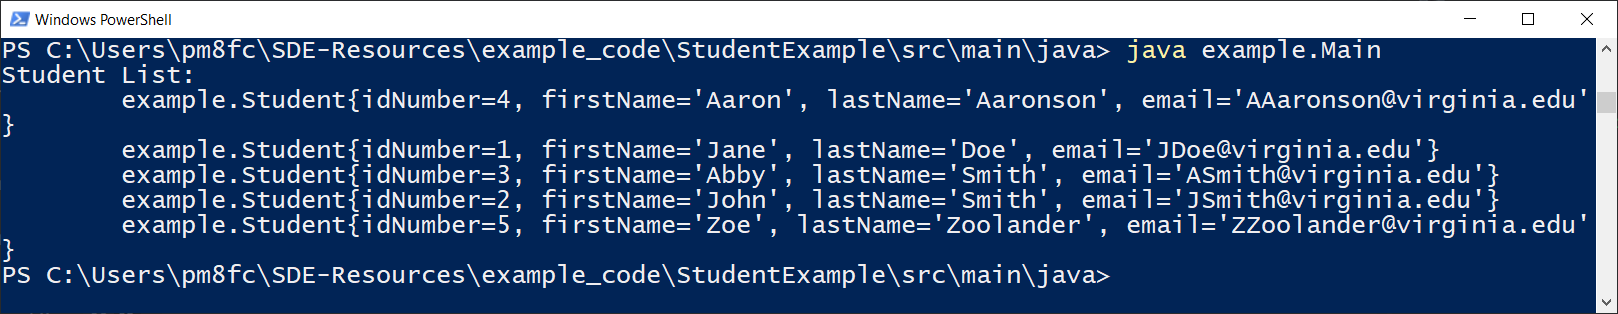 Windows PowerShell
PS C:\Users\pm8fc\SDE-Resources\example_code\StudentExample\src\main\java> java example.Main
Student List:
        example.Student{idNumber=4, firstName='Aaron', lastName='Aaronson', email='AAaronson@virginia.edu'
}
        example.Student{idNumber=1, firstName='Jane', lastName='Doe', email='JDoe@virginia.edu'}
        example.Student{idNumber=3, firstName='Abby', lastName='Smith', email='ASmith@virginia.edu'}
        example.Student{idNumber=2, firstName='John', lastName='Smith', email='JSmith@virginia.edu'}
        example.Student{idNumber=5, firstName='Zoe', lastName='Zoolander', email='ZZoolander@virginia.edu'
}
PS C:\Users\pm8fc\SDE-Resources\example_code\StudentExample\src\main\java>